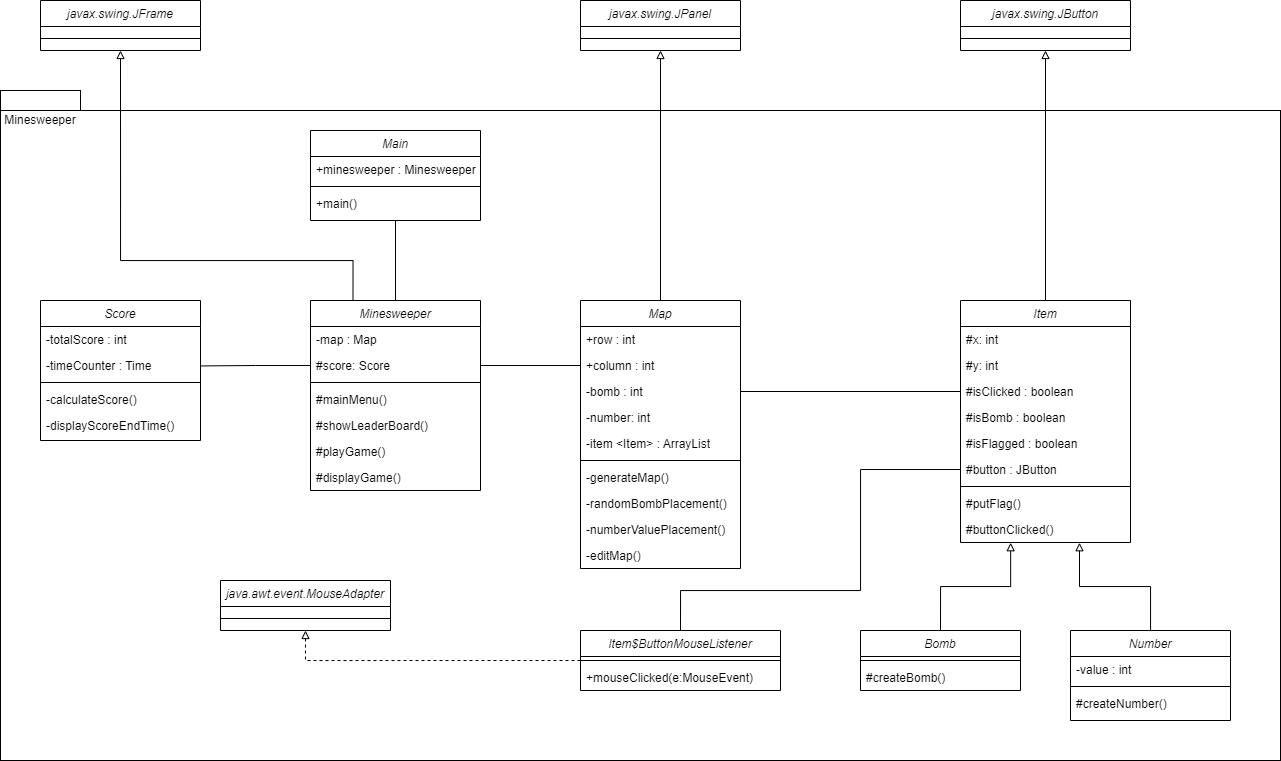 javax.swing.JFrame
javax.swing.JPanel
javax.swing.JButton
Minesweeper
Main
+minesweeper : Minesweeper
+main()
Score
-totalScore : int
-timeCounter : Time
-calculateScore()
-displayScoreEndTime()
Minesweeper
-map : Map
#score: Score
#mainMenu()
#showLeaderBoard()
#playGame()
#displayGame()
Map
+row : int
+column : int
-bomb : int
-number: int
-item <Item> : ArrayList
-generateMap()
-randomBombPlacement()
-numberValuePlacement()
-editMap()
Item
#x: int
#y: int
#isClicked : boolean
#isBomb : boolean
#isFlagged : boolean
#button : JButton
#putFlag()
#buttonClicked()
java.awt.event.MouseAdapter
Item$ButtonMouseListener
+mouseClicked(e:MouseEvent)
Bomb
#createBomb()
Number
-value : int
#createNumber()